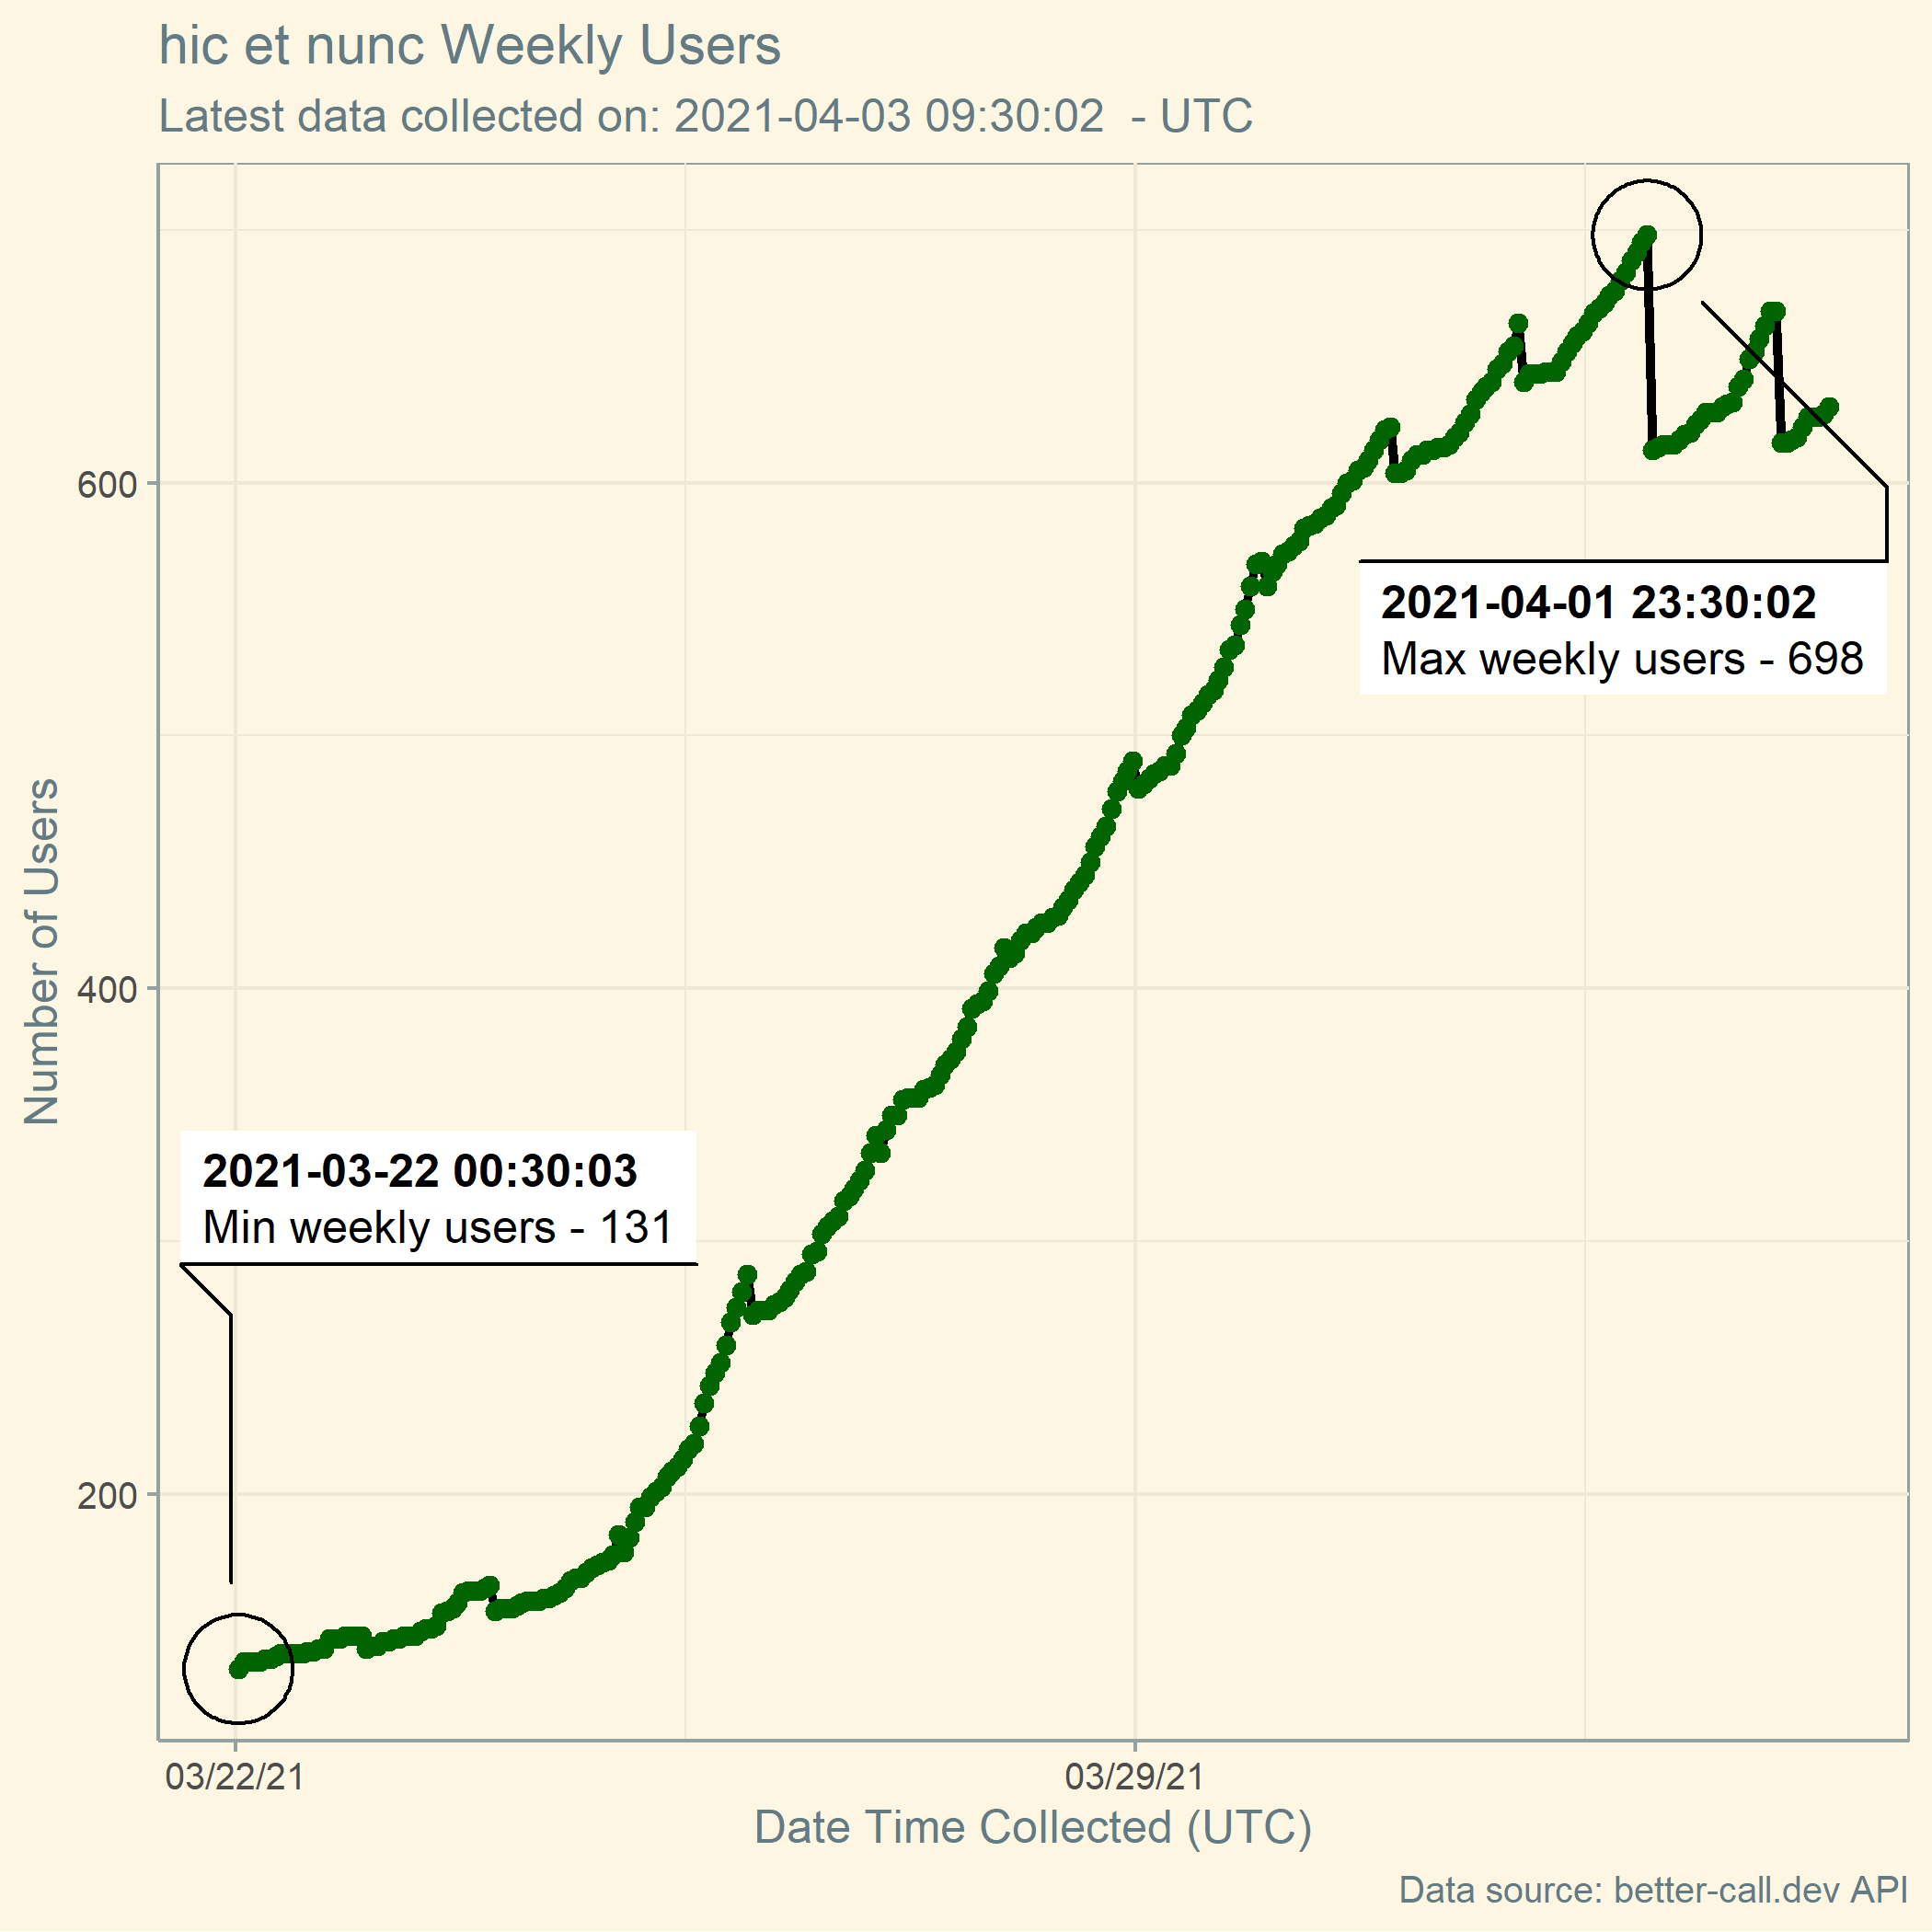 hic et nunc Weekly Users
Latest data collected on: 2021-04-03 09:30:02  - UTC
Number of Users
600
400
200
2021-04-01 23:30:02
Max weekly users - 698
2021-03-22 00:30:03
Min weekly users - 131
03/22/21
03/29/21
Date Time Collected (UTC)
Data source: better-call.dev API